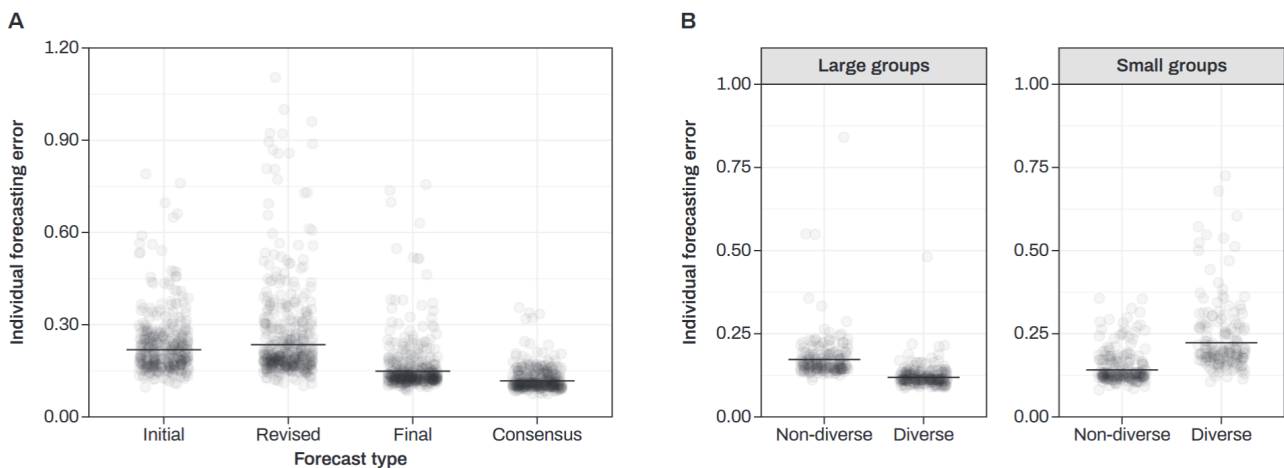 A
Individual forecasting error
1.20
0.90
0.60
0.30
0.00
Initial Revised Final Consensus
Forecast type
B
Individual forecasting error
Large groups
1.00
0.75
0.50
0.25
0.00
Non-diverse Diverse
Small groups
1.00
0.75
0.50
0.25
0.00
Non-diverse Diverse